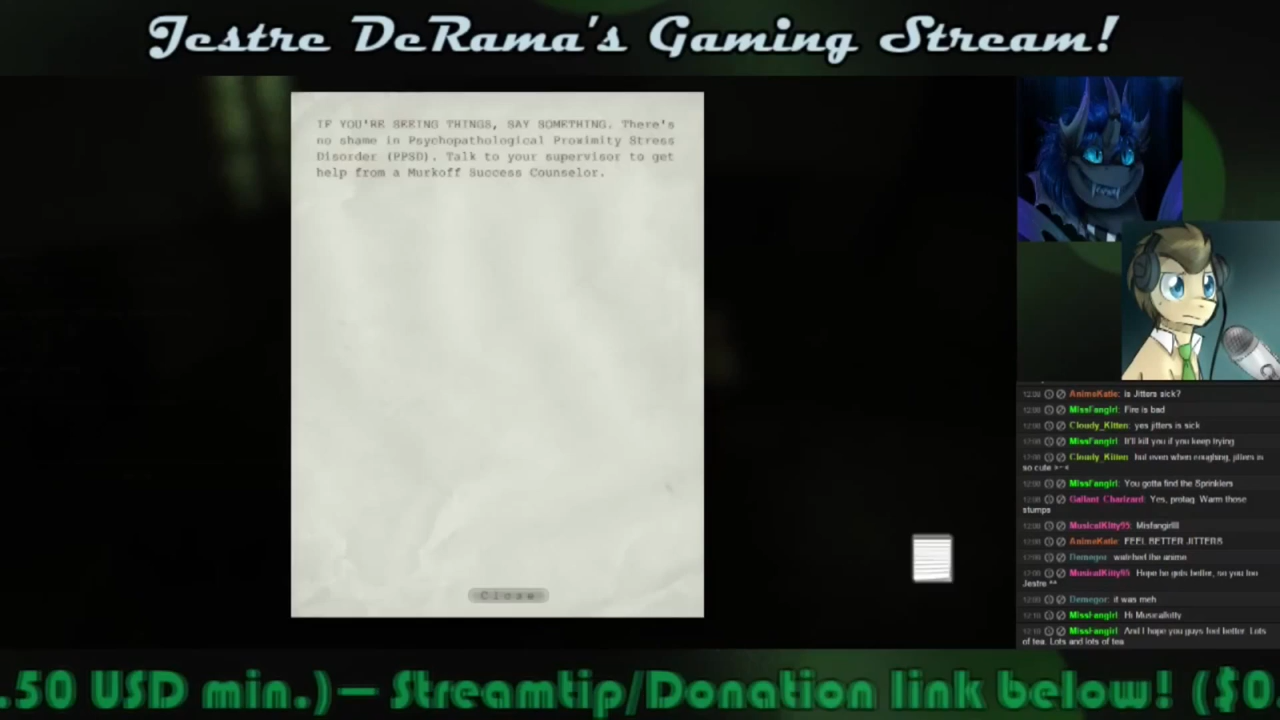 Jestre DeRama's Gaming Stream!
IF YOU'RE SEEING THINGS, SAY SOMETHING. There's
no shame in Psychopathological Proximity Stress
Disorder (PPSD). Talk to your supervisor to get
help from a Murkoff Success Counselor.
Close
AnimeKatie: is Jitters sick?
MissFangirl: Fire is bad
Cloudy_Kitten: yes jitters is sick
MissFangirl: It'll kill you if you keep trying
Cloudy_Kitten: but even when coughing, jitters is
so cute >~<
MissFangirl: You gotta find the Sprinklers
Gallant_Charizard: Yes, protag. Warm those
stumps
MusicalKitty95: Misfangirlll
AnimeKatie: FEEL BETTER JITTERS
Demegor: watched the anime
MusicalKitty95: Hope he gets better, so you too
Jestre ^^
Demegor: it was meh
MissFangirl: Hi Musicalkitty
MissFangirl: And I hope you guys feel better. Lots
of tea. Lots and lots of tea
.50 USD min.)— Streamtip/Donation link below! ($0